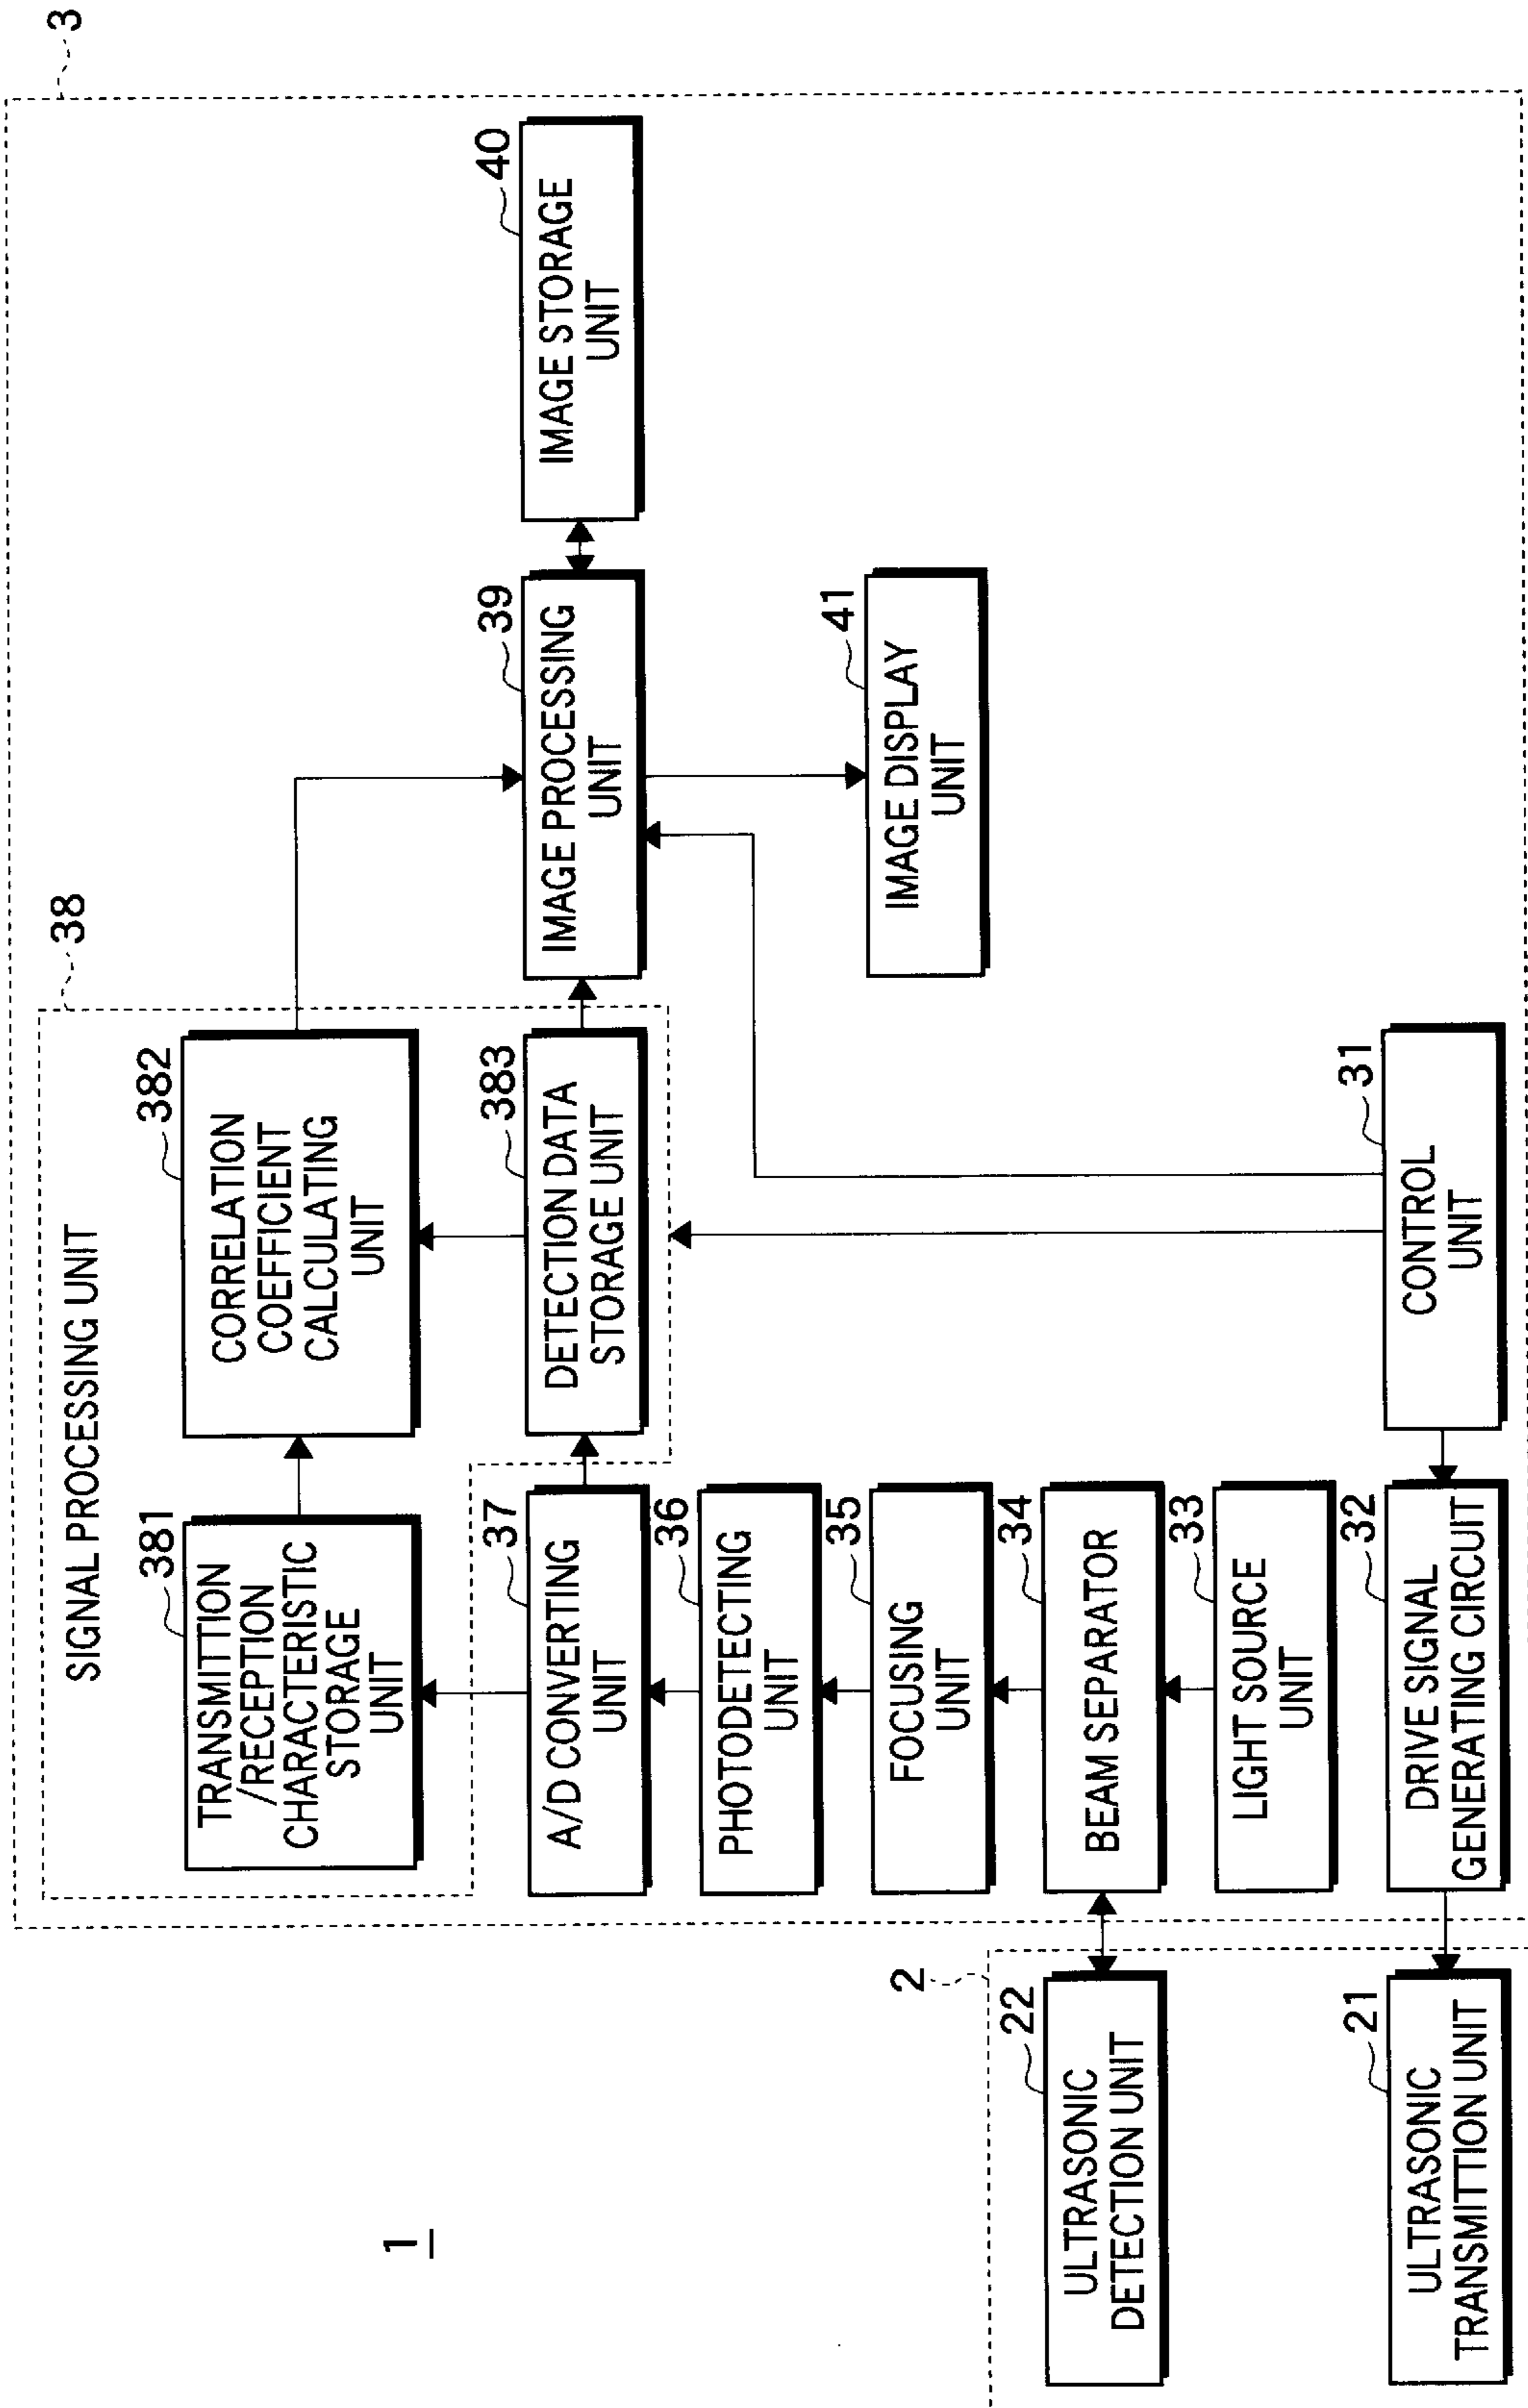 1
3
SIGNAL PROCESSING UNIT
38
381
TRANSMITTION
/RECEPTION
CHARACTERISTIC
STORAGE
UNIT
382
CORRELATION
COEFFICIENT
CALCULATING
UNIT
37
A/D CONVERTING
UNIT
383
DETECTION DATA
STORAGE UNIT
39
IMAGE PROCESSING
UNIT
40
IMAGE STORAGE
UNIT
36
PHOTODETECTING
UNIT
35
FOCUSING
UNIT
41
IMAGE DISPLAY
UNIT
2
22
ULTRASONIC
DETECTION UNIT
34
BEAM SEPARATOR
33
LIGHT SOURCE
UNIT
21
ULTRASONIC
TRANSMITTION UNIT
32
DRIVE SIGNAL
GENERATING CIRCUIT
31
CONTROL
UNIT